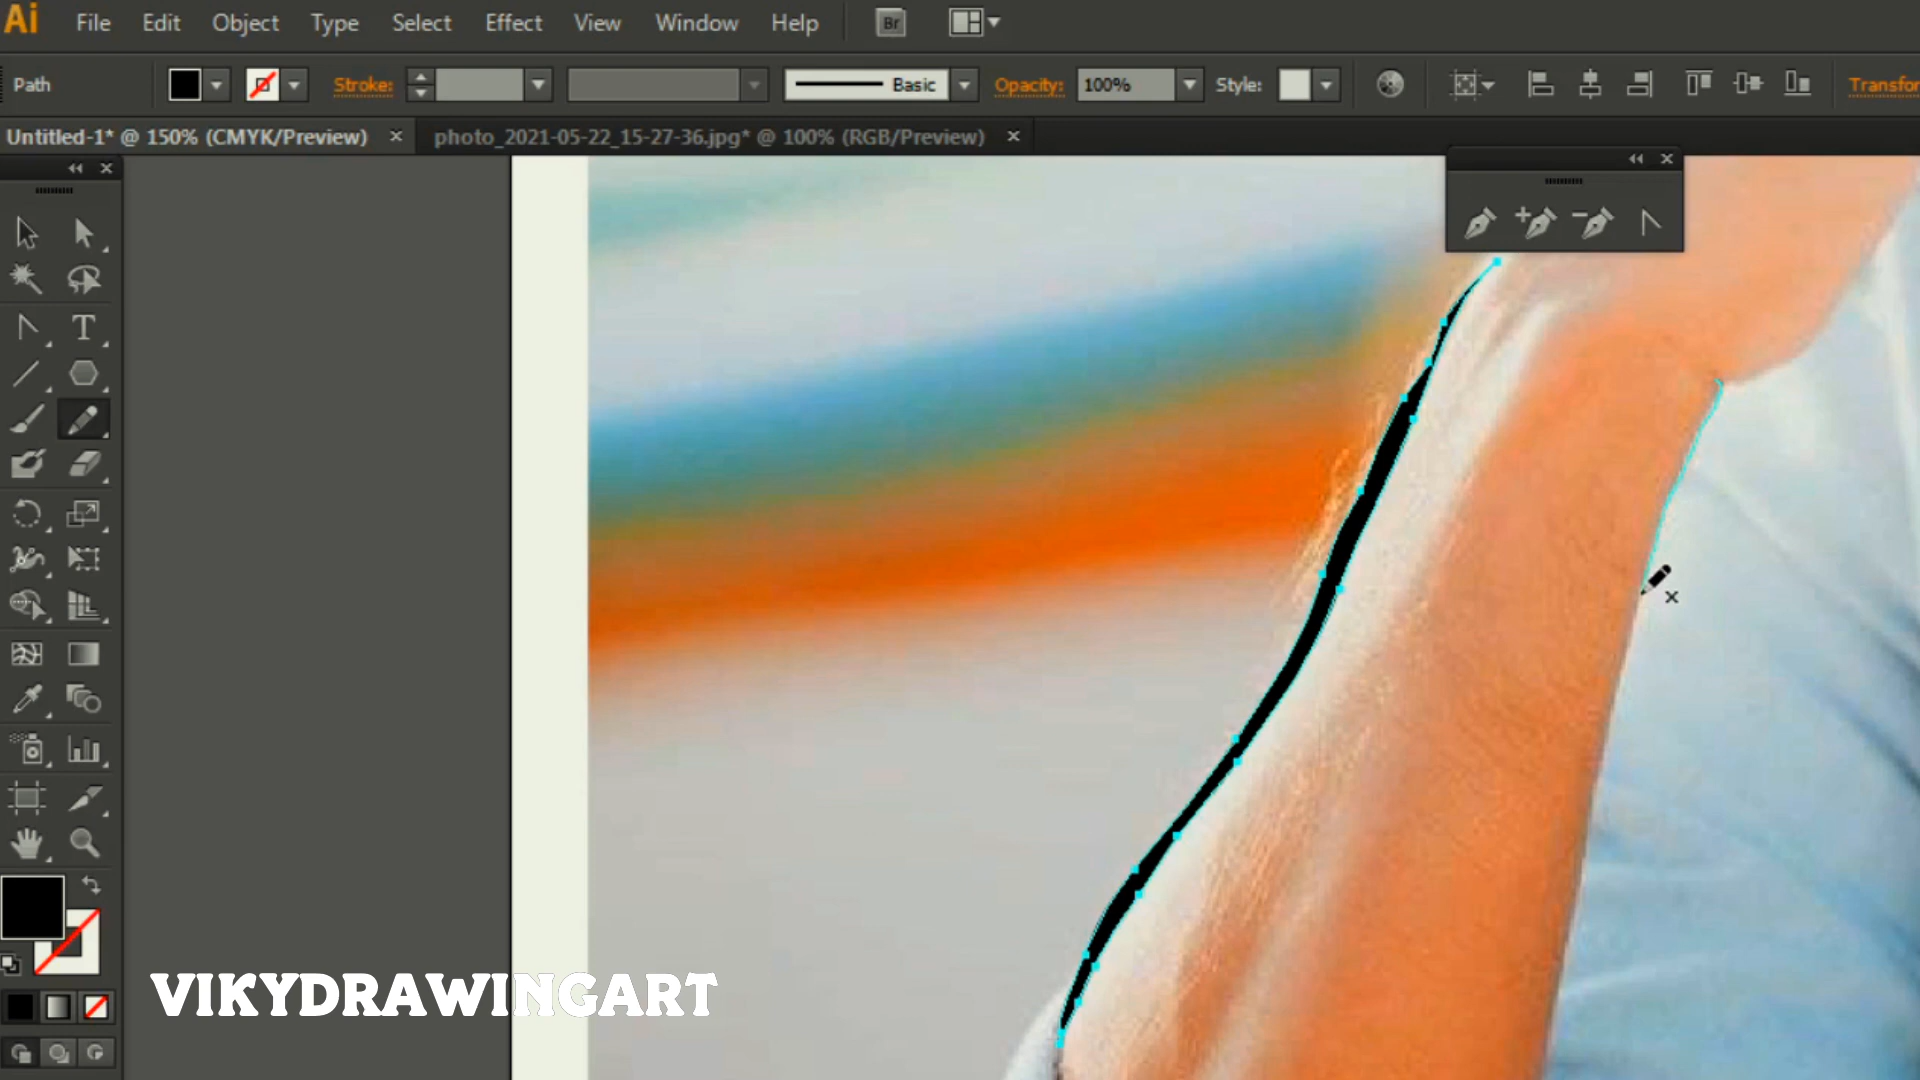 Ai File Edit Object Type Select Effect View Window Help Br
Path Stroke: Basic Opacity: 100% Style: Transfor
Untitled-1* @ 150% (CMYK/Preview) × photo_2021-05-22_15-27-36.jpg* @ 100% (RGB/Preview) ×
T
VIKYDRAWINGART